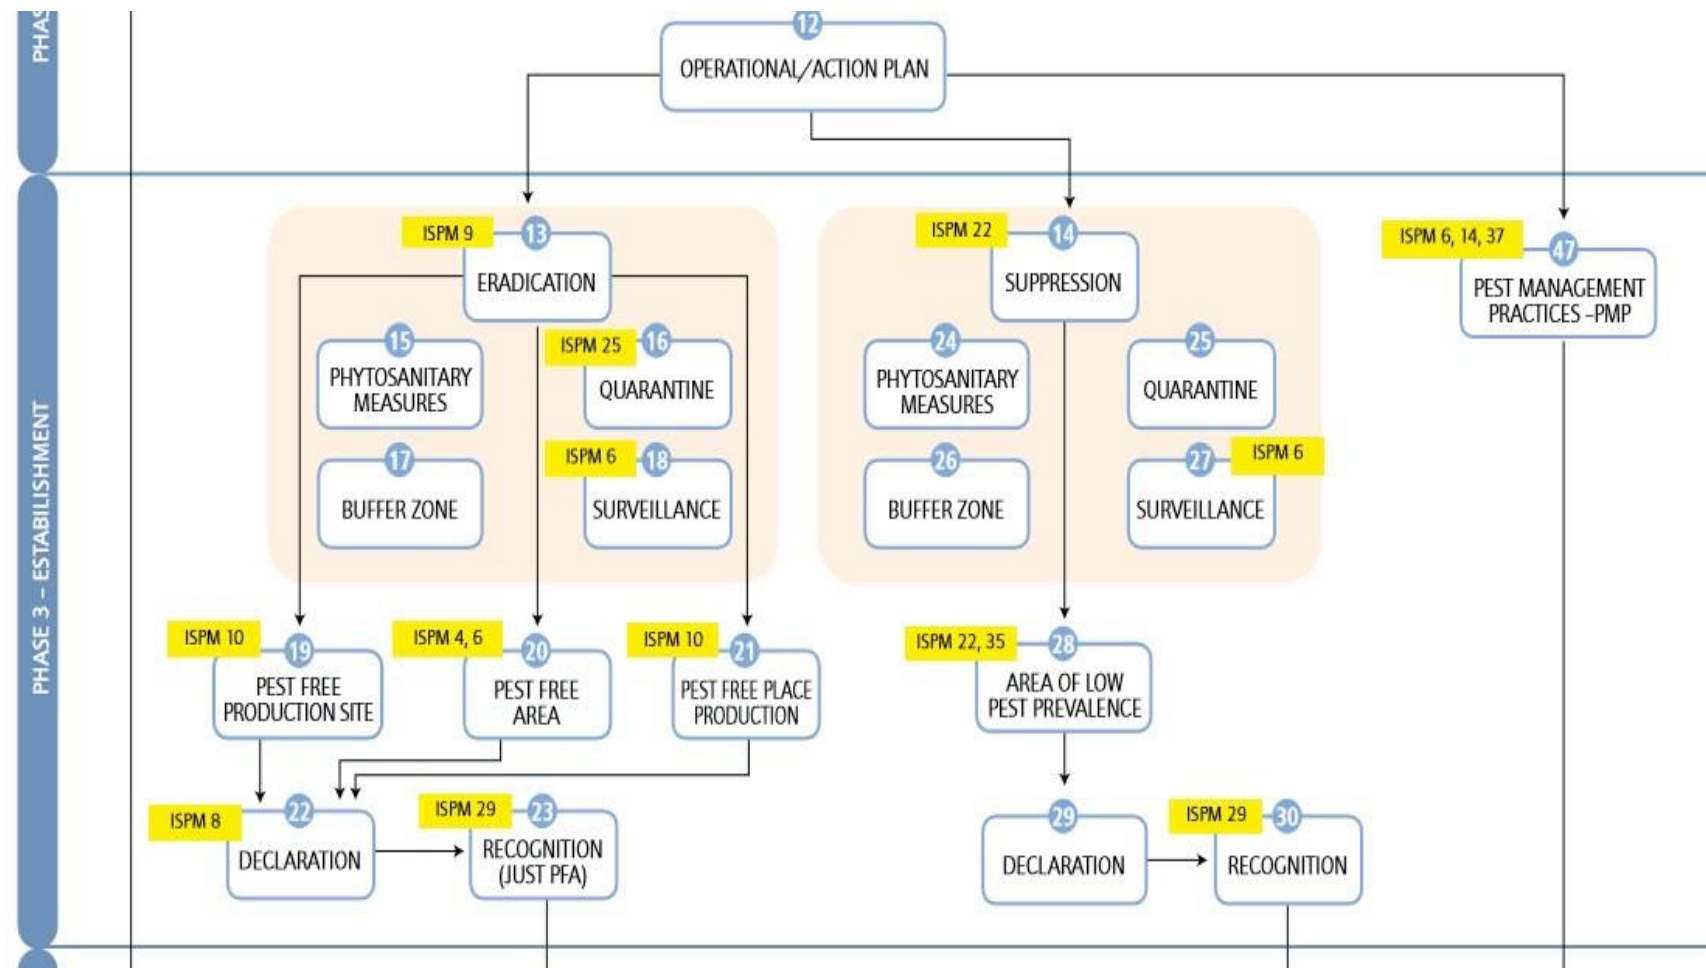 PHAS
12
OPERATIONAL/ACTION PLAN
PHASE 3 – ESTABILISHMENT
ISPM 9
13
ERADICATION
15
PHYTOSANITARY
MEASURES
ISPM 25
16
QUARANTINE
17
BUFFER ZONE
ISPM 6
18
SURVEILLANCE
ISPM 22
14
SUPPRESSION
24
PHYTOSANITARY
MEASURES
25
QUARANTINE
26
BUFFER ZONE
27
ISPM 6
SURVEILLANCE
ISPM 6, 14, 37
47
PEST MANAGEMENT
PRACTICES –PMP
ISPM 10
19
PEST FREE
PRODUCTION SITE
ISPM 4, 6
20
PEST FREE
AREA
ISPM 10
21
PEST FREE PLACE
PRODUCTION
ISPM 22, 35
28
AREA OF LOW
PEST PREVALENCE
ISPM 8
22
DECLARATION
ISPM 29
23
RECOGNITION
(JUST PFA)
29
DECLARATION
ISPM 29
30
RECOGNITION